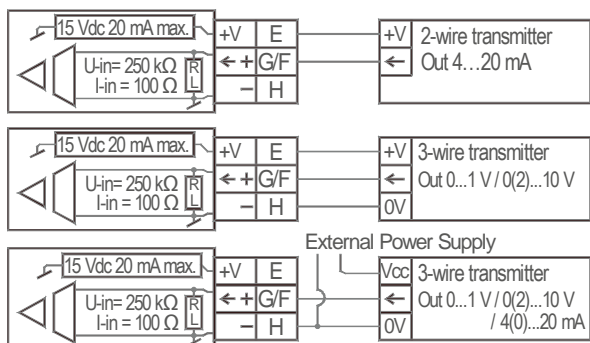 15 Vdc 20 mA max. +V E +V 2-wire transmitter
U-in= 250 kΩ R ←+ G/F ← Out 4…20 mA
I-in = 100 Ω L − H
15 Vdc 20 mA max. +V E +V 3-wire transmitter
U-in= 250 kΩ R ←+ G/F ← Out 0...1 V / 0(2)...10 V
I-in = 100 Ω L − H 0V
External Power Supply
15 Vdc 20 mA max. +V E Vcc 3-wire transmitter
U-in= 250 kΩ R ←+ G/F ← Out 0...1 V / 0(2)...10 V
I-in = 100 Ω L − H 0V / 4(0)...20 mA